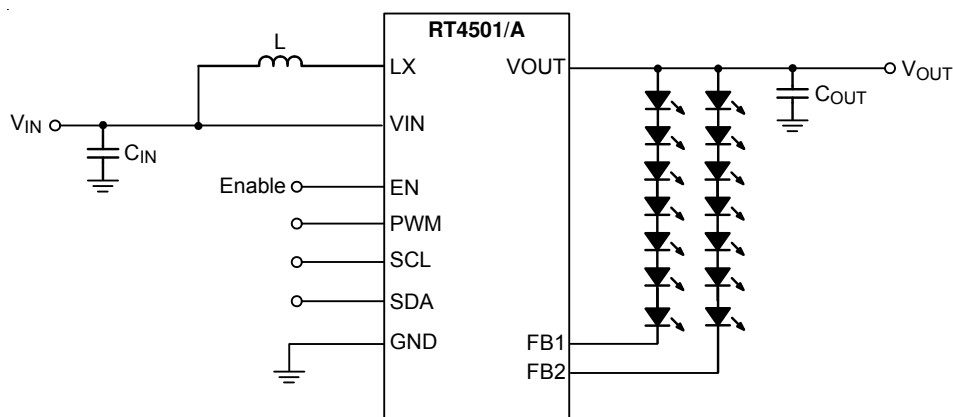 RT4501/A
L
LX
VOUT
VOUT
COUT
VIN
VIN
CIN
Enable
EN
PWM
SCL
SDA
GND
FB1
FB2